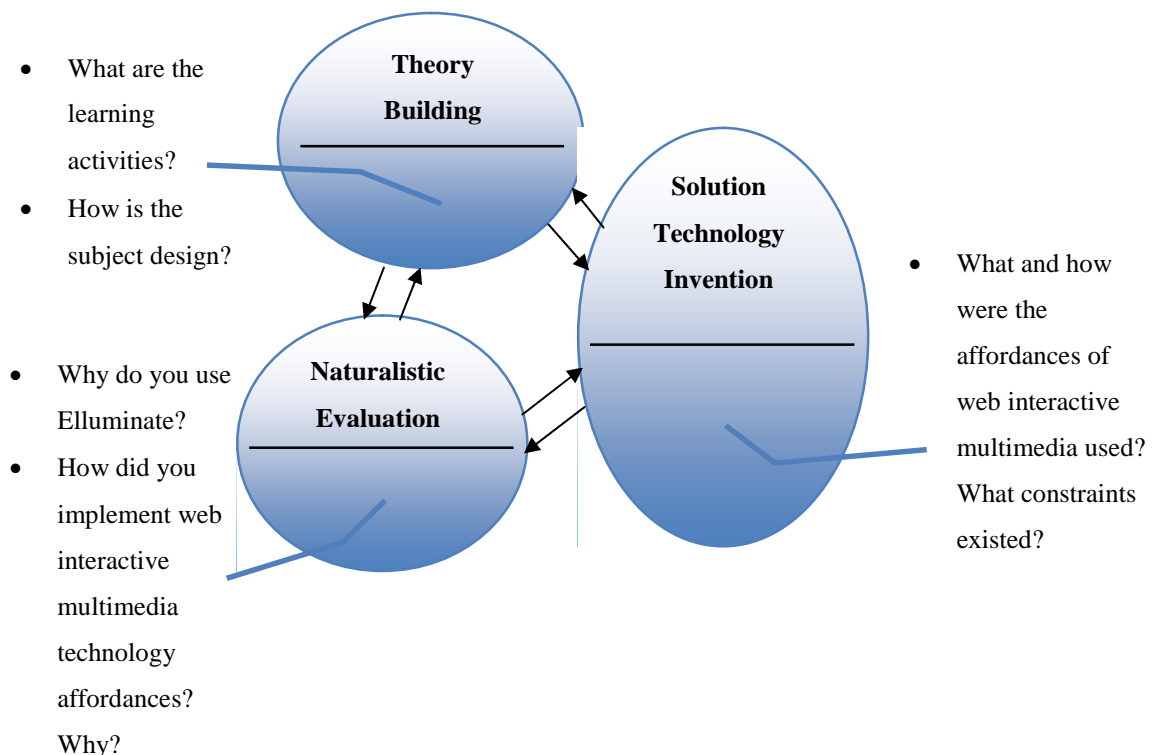 Theory
Building
• What are the
learning
activities?
• How is the
subject design?
Solution
Technology
Invention
• What and how
were the
affordances of
web interactive
multimedia used?
What constraints
existed?
Naturalistic
Evaluation
• Why do you use
Elluminate?
• How did you
implement web
interactive
multimedia
technology
affordances?
Why?